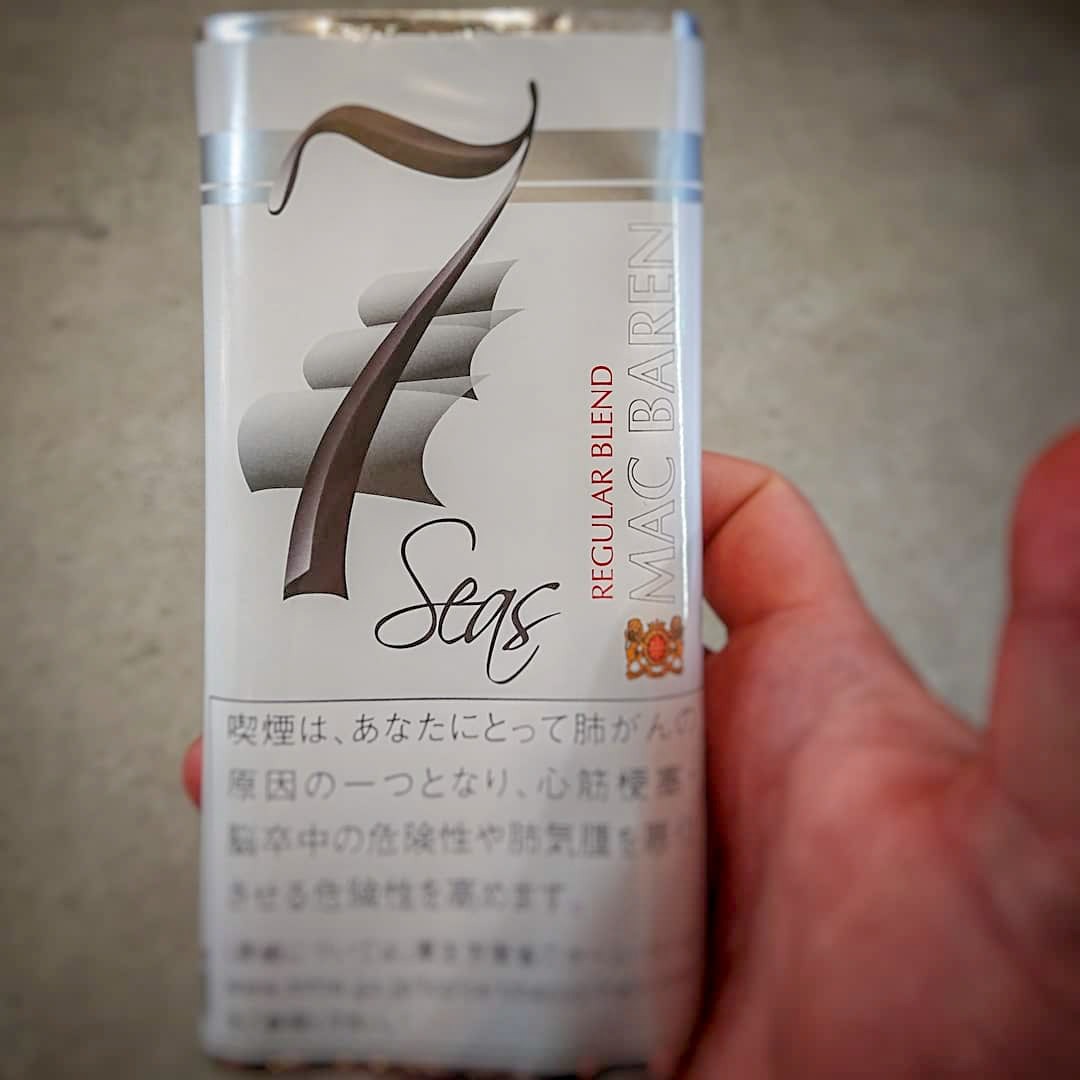 7
Seas
REGULAR BLEND
MAC BAREN
喫煙は、あなたにとって肺がんの
原因の一つとなり、心筋梗塞・
脳卒中の危険性や肺気腫を悪化
させる危険性を高めます。